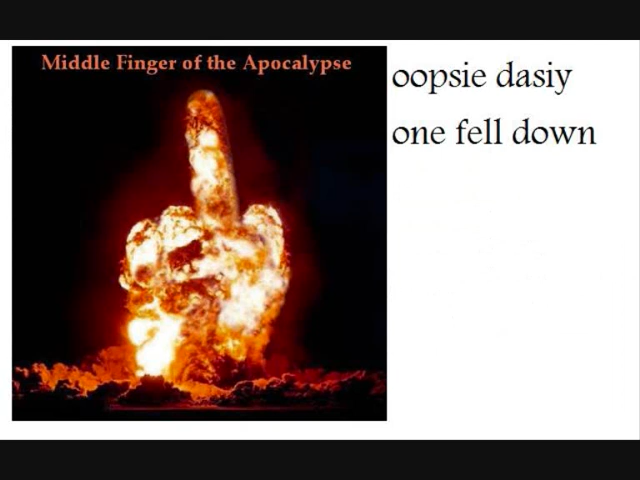 Middle Finger of the Apocalypse
oopsie dasiy
one fell down